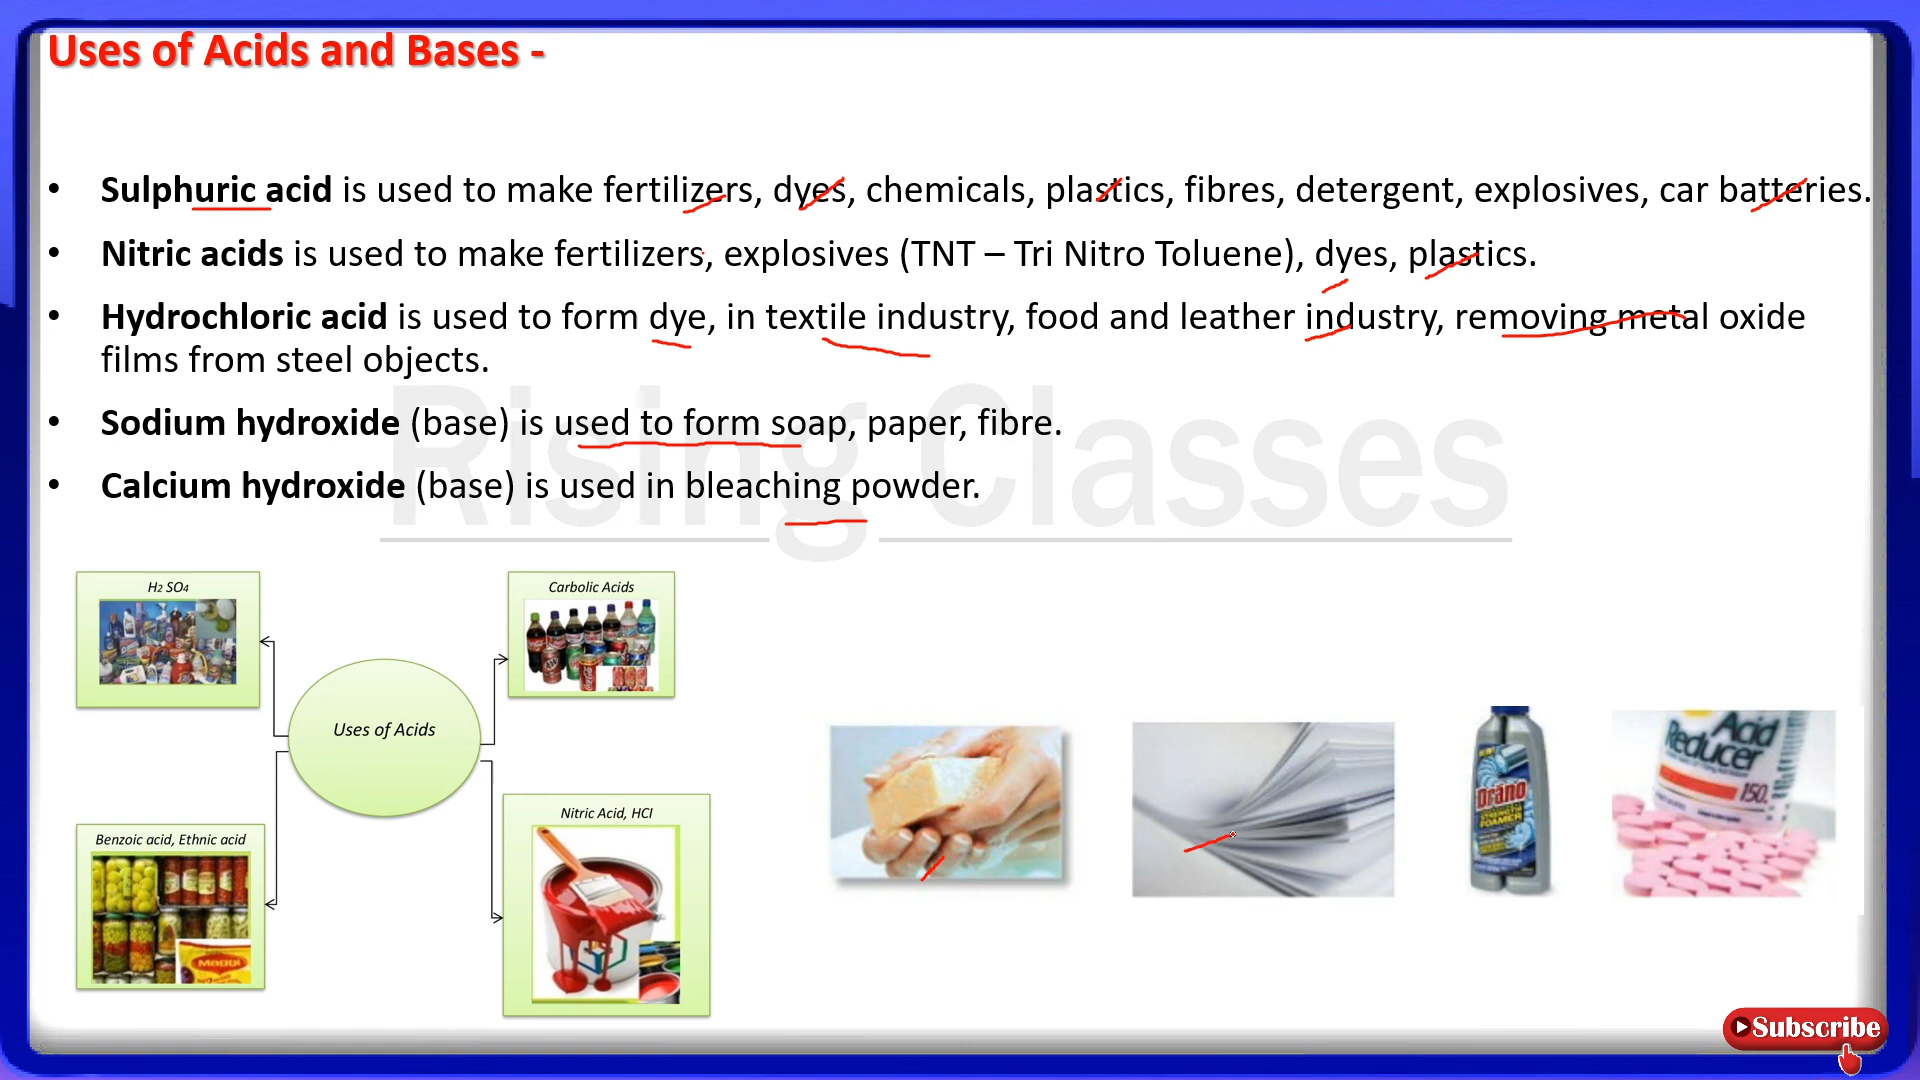 Uses of Acids and Bases -
• Sulphuric acid is used to make fertilizers, dyes, chemicals, plastics, fibres, detergent, explosives, car batteries.
• Nitric acids is used to make fertilizers, explosives (TNT – Tri Nitro Toluene), dyes, plastics.
• Hydrochloric acid is used to form dye, in textile industry, food and leather industry, removing metal oxide
films from steel objects.
• Sodium hydroxide (base) is used to form soap, paper, fibre.
• Calcium hydroxide (base) is used in bleaching powder.
Rising Classes
H2 SO4
Carbolic Acids
Uses of Acids
Benzoic acid, Ethnic acid
MAGGI
Nitric Acid, HCl
Drano
FOAMER
Acid
Reducer
150
Subscribe